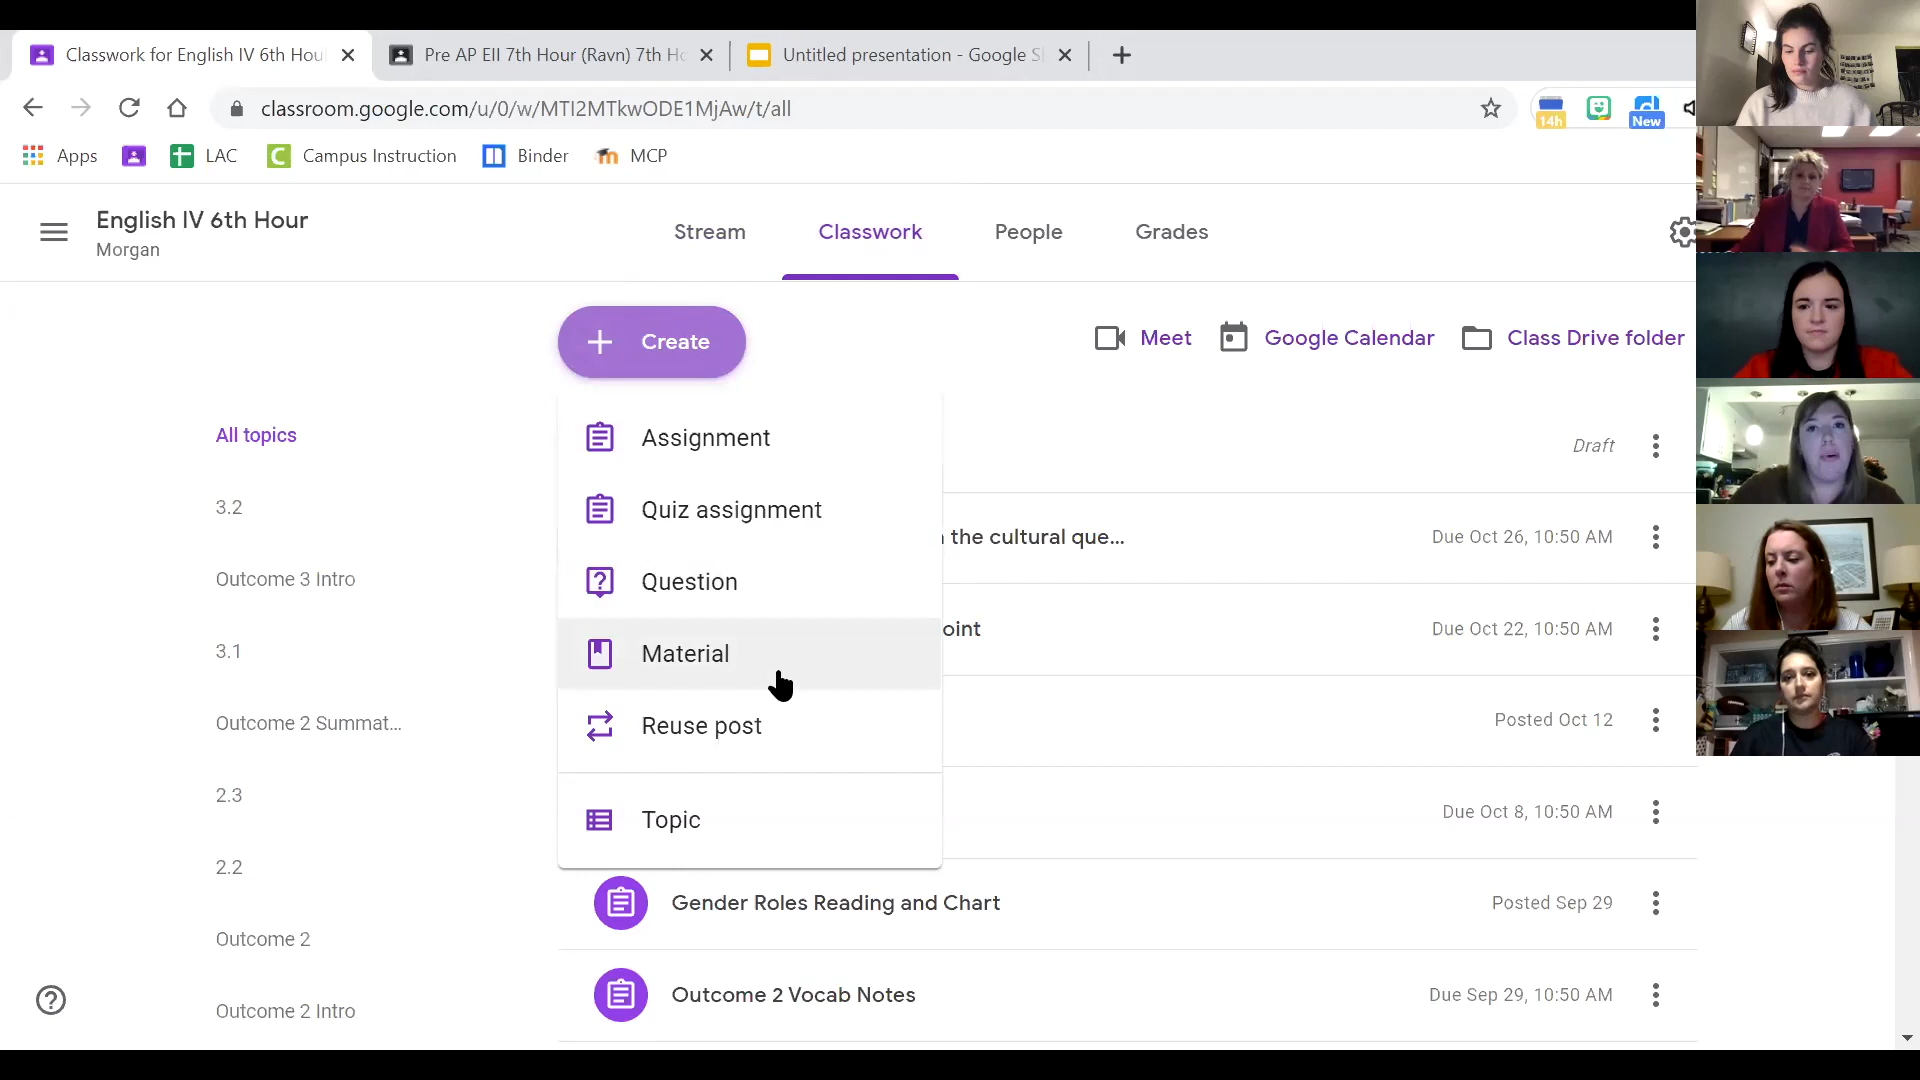 Classwork for English IV 6th Hou
Pre AP EII 7th Hour (Ravn) 7th Ho
Untitled presentation - Google Sl
classroom.google.com/u/0/w/MTI2MTkwODE1MjAw/t/all
14h
New
Apps
LAC
Campus Instruction
Binder
MCP
English IV 6th Hour
Morgan
Stream
Classwork
People
Grades
Create
Meet
Google Calendar
Class Drive folder
All topics
3.2
Outcome 3 Intro
3.1
Outcome 2 Summat...
2.3
2.2
Outcome 2
Outcome 2 Intro
Assignment
Quiz assignment
Question
Material
Reuse post
Topic
Draft
the cultural que...
Due Oct 26, 10:50 AM
oint
Due Oct 22, 10:50 AM
Posted Oct 12
Due Oct 8, 10:50 AM
Gender Roles Reading and Chart
Posted Sep 29
Outcome 2 Vocab Notes
Due Sep 29, 10:50 AM